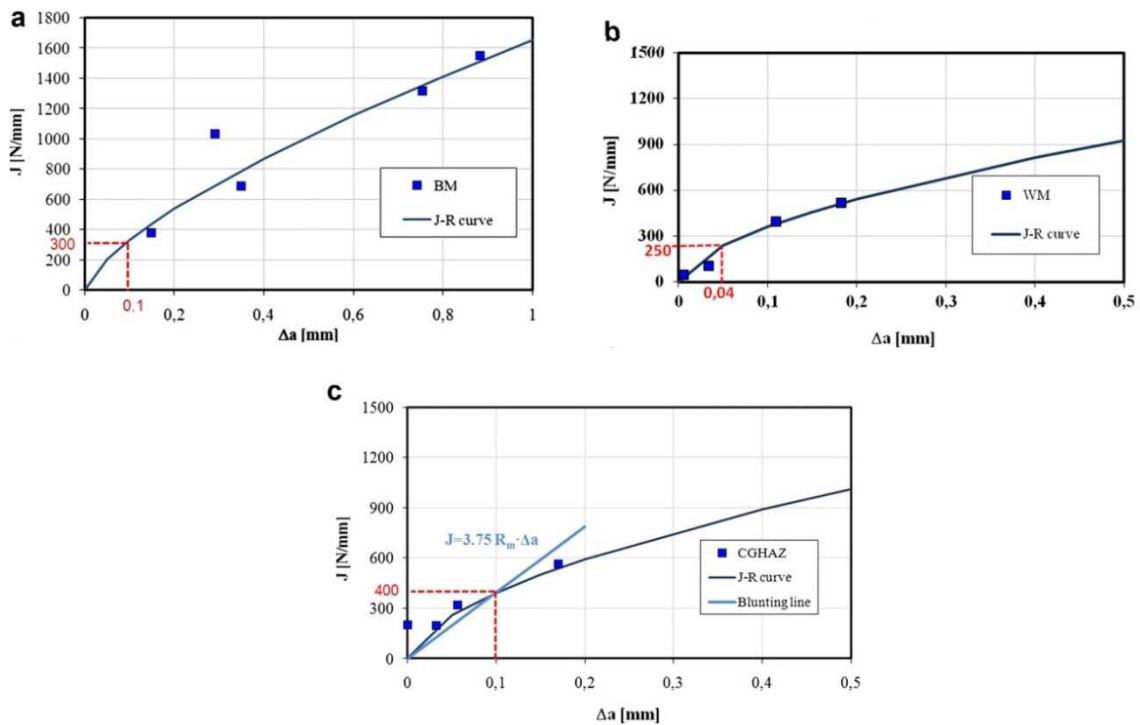 a
1800
1600
1400
1200
1000
800
600
400
300
200
0
J [N/mm]
BM
J-R curve
0,1
0
0,2
0,4
0,6
0,8
1
Δa [mm]
b
1500
1200
900
600
300
250
0
J [N/mm]
WM
J-R curve
0,04
0
0,1
0,2
0,3
0,4
0,5
Δa [mm]
c
1500
1200
900
600
400
300
0
J [N/mm]
J=3.75 Rₘ·Δa
CGHAZ
J-R curve
Blunting line
0
0,1
0,2
0,3
0,4
0,5
Δa [mm]